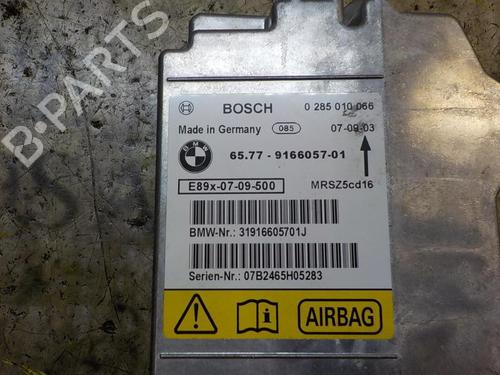 B-PARTS
BOSCH 0 285 010 066
Made in Germany 085 07-09-03
BMW 65.77 - 9166057-01
E89x-07-09-500 MRSZ5cd16
BMW-Nr.: 31916605701J
Serien-Nr.: 07B2465H05283
AIRBAG